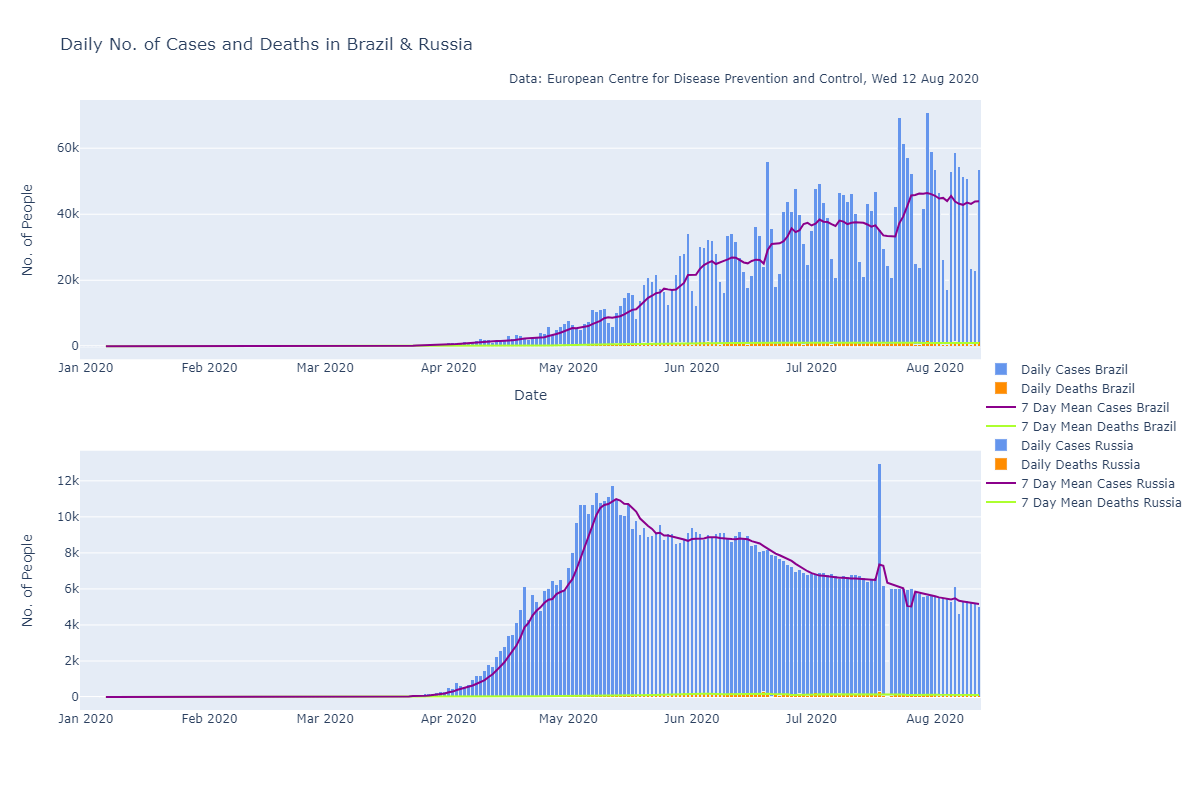 Daily No. of Cases and Deaths in Brazil & Russia
Data: European Centre for Disease Prevention and Control, Wed 12 Aug 2020
No. of People
60k
40k
20k
0
Jan 2020 Feb 2020 Mar 2020 Apr 2020 May 2020 Jun 2020 Jul 2020 Aug 2020
Date
Daily Cases Brazil
Daily Deaths Brazil
7 Day Mean Cases Brazil
7 Day Mean Deaths Brazil
Daily Cases Russia
Daily Deaths Russia
7 Day Mean Cases Russia
7 Day Mean Deaths Russia
No. of People
12k
10k
8k
6k
4k
2k
0
Jan 2020 Feb 2020 Mar 2020 Apr 2020 May 2020 Jun 2020 Jul 2020 Aug 2020